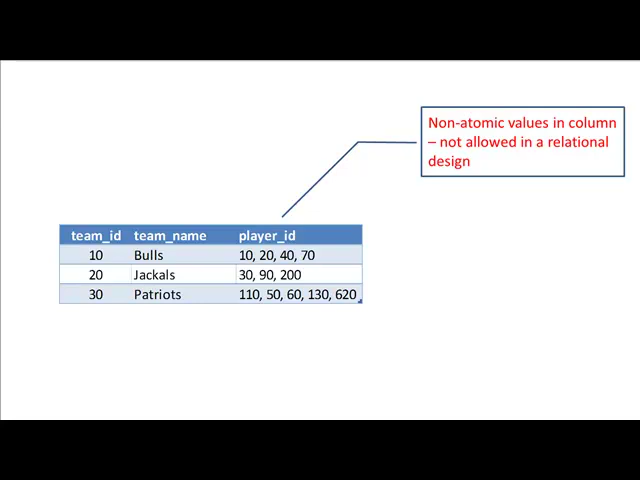 Non-atomic values in column
– not allowed in a relational
design
team_id team_name player_id
10 Bulls 10, 20, 40, 70
20 Jackals 30, 90, 200
30 Patriots 110, 50, 60, 130, 620